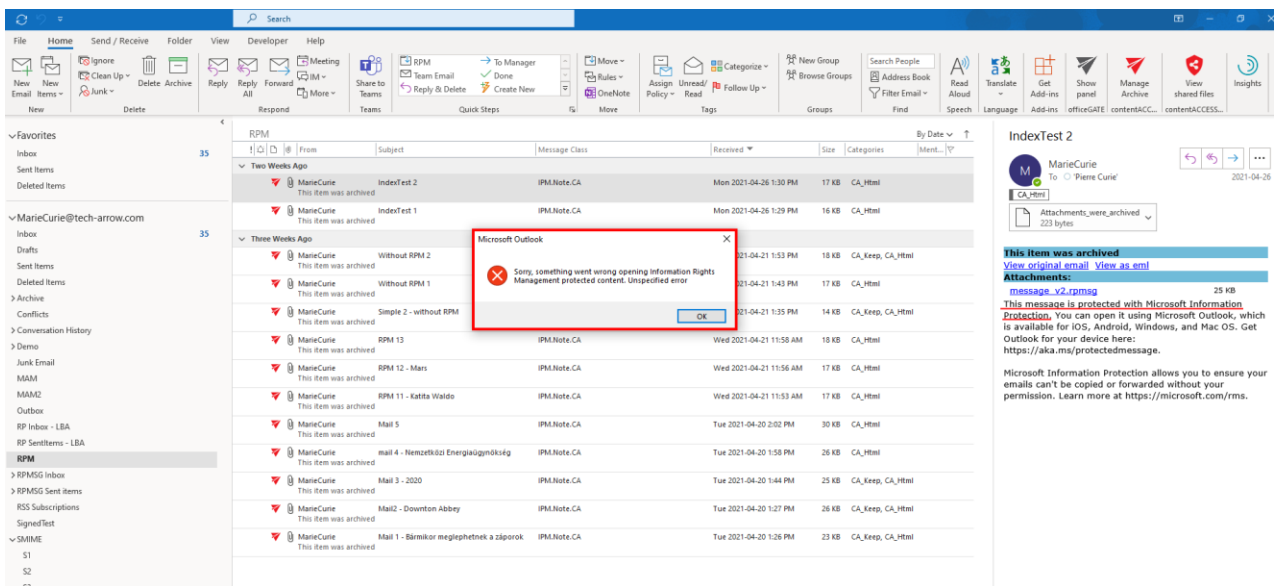 Search
File Home Send / Receive Folder View Developer Help
New Email
New Items
Ignore
Clean Up
Junk
Delete
Archive
Reply
Reply All
Forward
Meeting
IM
More
Share to Teams
RPM
Team Email
Reply & Delete
To Manager
Done
Create New
Move
Rules
OneNote
Assign Policy
Unread/ Read
Categorize
Follow Up
New Group
Browse Groups
Search People
Address Book
Filter Email
Read Aloud
Translate
Get Add-ins
Show panel
Manage Archive
View shared files
Insights
New Delete Respond Teams Quick Steps Move Tags Groups Find Speech Language Add-ins officeGATE contentACC... contentACCESS...
Favorites
Inbox 35
Sent Items
Deleted Items
MarieCurie@tech-arrow.com
Inbox 35
Drafts
Sent Items
Deleted Items
Archive
Conflicts
Conversation History
Demo
Junk Email
MAM
MAM2
Outbox
RP Inbox - LBA
RP SentItems - LBA
RPM
RPMSG Inbox
RPMSG Sent items
RSS Subscriptions
SignedTest
SMIME
S1
S2
RPM By Date
From Subject Message Class Received Size Categories Ment...
Two Weeks Ago
MarieCurie IndexTest 2 IPM.Note.CA Mon 2021-04-26 1:30 PM 17 KB CA_Html
This item was archived
MarieCurie IndexTest 1 IPM.Note.CA Mon 2021-04-26 1:29 PM 16 KB CA_Html
This item was archived
Three Weeks Ago
MarieCurie Without RPM 2 021-04-21 1:53 PM 18 KB CA_Keep, CA_Html
This item was archived
MarieCurie Without RPM 1 021-04-21 1:43 PM 17 KB CA_Html
This item was archived
MarieCurie Simple 2 - without RPM 021-04-21 1:35 PM 14 KB CA_Keep, CA_Html
This item was archived
MarieCurie RPM 13 IPM.Note.CA Wed 2021-04-21 11:58 AM 18 KB CA_Html
This item was archived
MarieCurie RPM 12 - Mars IPM.Note.CA Wed 2021-04-21 11:56 AM 17 KB CA_Html
This item was archived
MarieCurie RPM 11 - Katita Waldo IPM.Note.CA Wed 2021-04-21 11:53 AM 17 KB CA_Html
This item was archived
MarieCurie Mail 5 IPM.Note.CA Tue 2021-04-20 2:02 PM 30 KB CA_Html
This item was archived
MarieCurie mail 4 - Nemzetközi Energiaügynökség IPM.Note.CA Tue 2021-04-20 1:58 PM 26 KB CA_Html
This item was archived
MarieCurie Mail 3 - 2020 IPM.Note.CA Tue 2021-04-20 1:44 PM 25 KB CA_Keep, CA_Html
This item was archived
MarieCurie Mail2 - Downton Abbey IPM.Note.CA Tue 2021-04-20 1:27 PM 26 KB CA_Keep, CA_Html
This item was archived
MarieCurie Mail 1 - Bármikor meglephetnek a záporok IPM.Note.CA Tue 2021-04-20 1:26 PM 23 KB CA_Keep, CA_Html
This item was archived
Microsoft Outlook
Sorry, something went wrong opening Information Rights
Management protected content. Unspecified error
OK
IndexTest 2
M
MarieCurie
To 'Pierre Curie'
2021-04-26
CA_Html
Attachments_were_archived
223 bytes
This item was archived
View original email View as eml
Attachments:
message_v2.rpmsg 25 KB
This message is protected with Microsoft Information
Protection. You can open it using Microsoft Outlook, which
is available for iOS, Android, Windows, and Mac OS. Get
Outlook for your device here:
https://aka.ms/protectedmessage.
Microsoft Information Protection allows you to ensure your
emails can't be copied or forwarded without your
permission. Learn more at https://microsoft.com/rms.